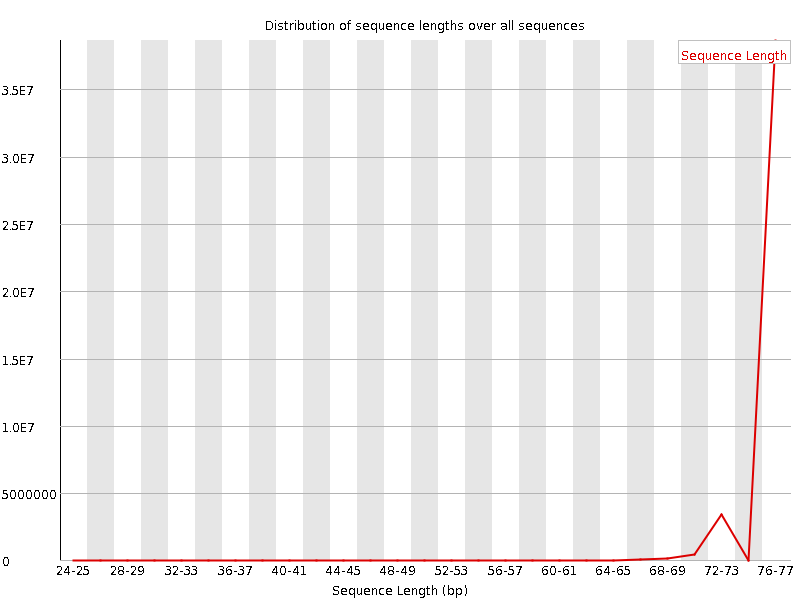 Distribution of sequence lengths over all sequences
Sequence Length
3.5E7
3.0E7
2.5E7
2.0E7
1.5E7
1.0E7
5000000
0
24-25 28-29 32-33 36-37 40-41 44-45 48-49 52-53 56-57 60-61 64-65 68-69 72-73 76-77
Sequence Length (bp)